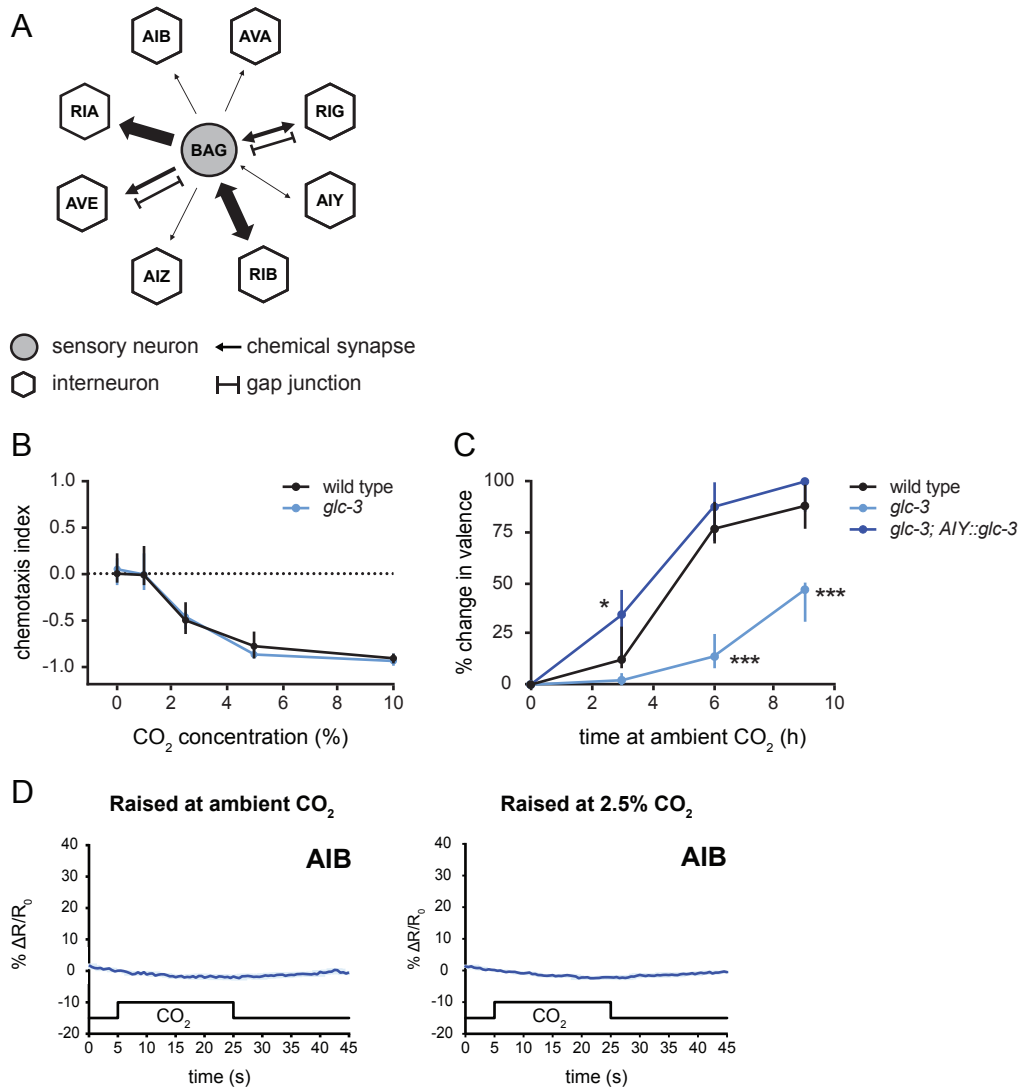 A
AIB
AVA
RIA
RIG
BAG
AVE
AIY
AIZ
RIB
sensory neuron
chemical synapse
interneuron
gap junction
B
wild type
glc-3
chemotaxis index
1.0
0.5
0.0
-0.5
-1.0
0 2 4 6 8 10
CO2 concentration (%)
C
wild type
glc-3
glc-3; AIY::glc-3
% change in valence
100
75
50
25
0
*
***
***
0 2 4 6 8 10
time at ambient CO2 (h)
D
Raised at ambient CO2
AIB
% ΔR/R0
40
30
20
10
0
-10
-20
CO2
0 5 10 15 20 25 30 35 40 45
time (s)
Raised at 2.5% CO2
AIB
% ΔR/R0
40
30
20
10
0
-10
-20
CO2
0 5 10 15 20 25 30 35 40 45
time (s)